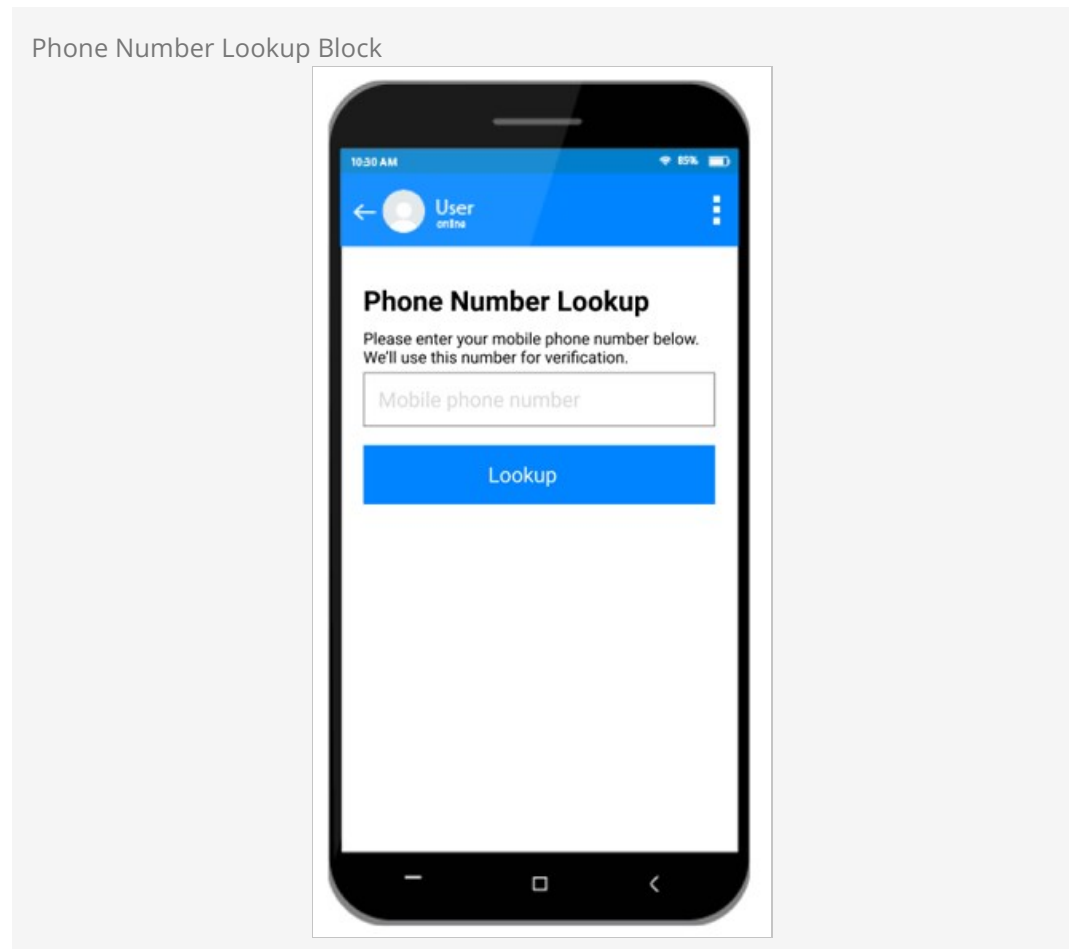 Phone Number Lookup Block
10:30 AM
85%
User
online
Phone Number Lookup
Please enter your mobile phone number below.
We'll use this number for verification.
Mobile phone number
Lookup